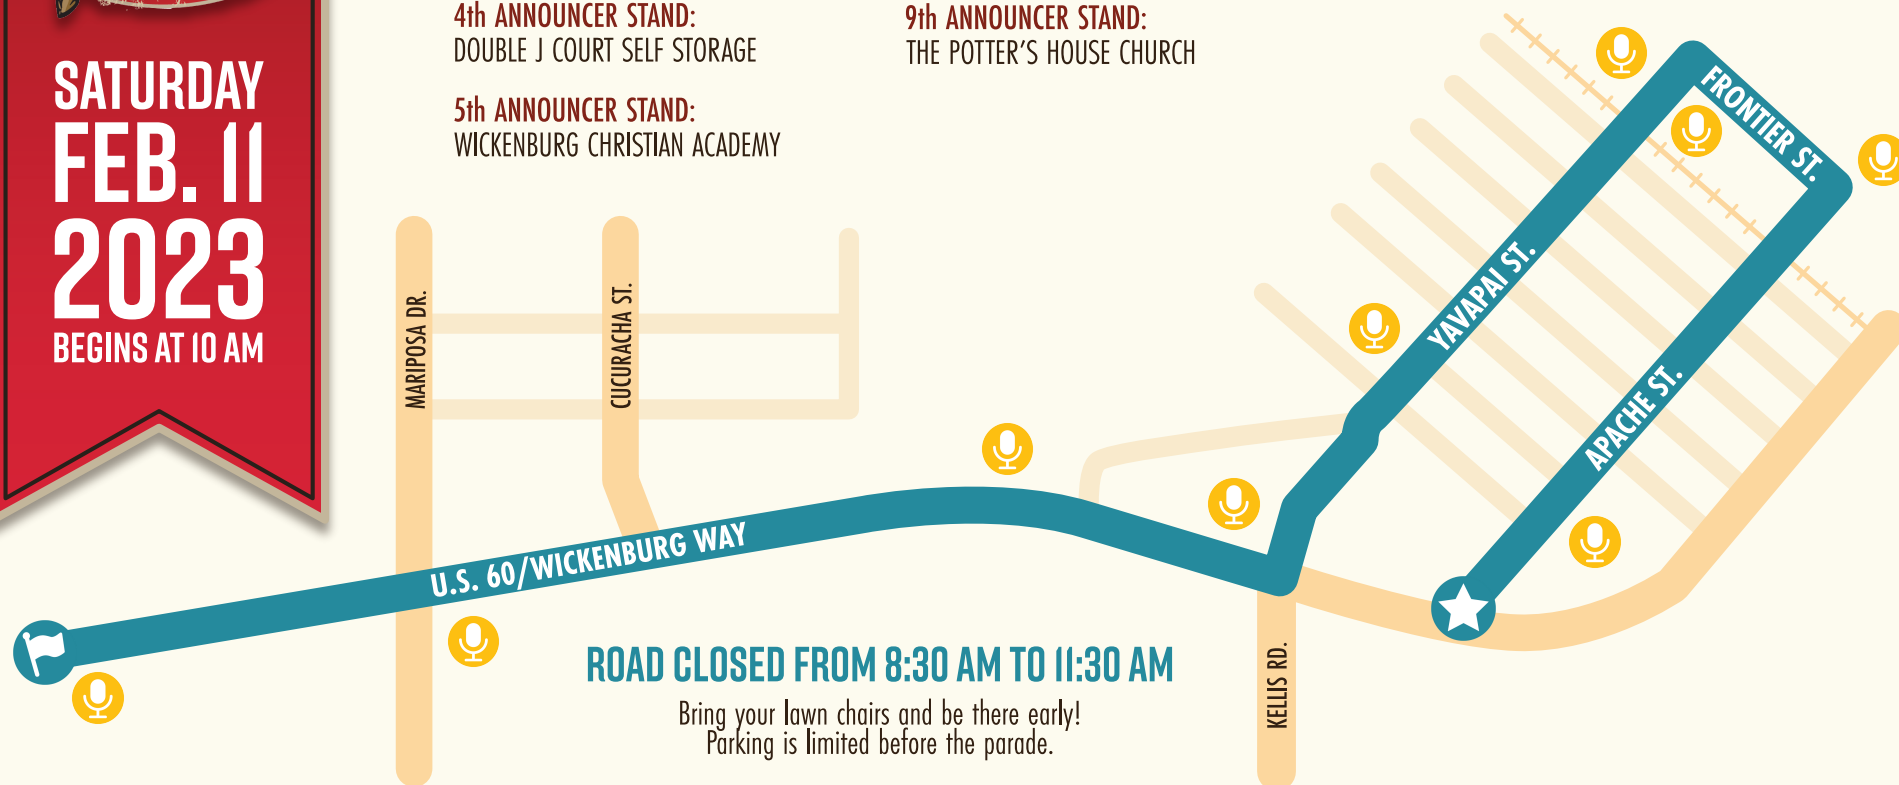 SATURDAY
FEB. 11
2023
BEGINS AT 10 AM
4th ANNOUNCER STAND:
DOUBLE J COURT SELF STORAGE
5th ANNOUNCER STAND:
WICKENBURG CHRISTIAN ACADEMY
9th ANNOUNCER STAND:
THE POTTER'S HOUSE CHURCH
MARIPOSA DR.
CUCURACHA ST.
U.S. 60/WICKENBURG WAY
YAVAPAI ST.
FRONTIER ST.
APACHE ST.
KELLIS RD.
ROAD CLOSED FROM 8:30 AM TO 11:30 AM
Bring your lawn chairs and be there early!
Parking is limited before the parade.